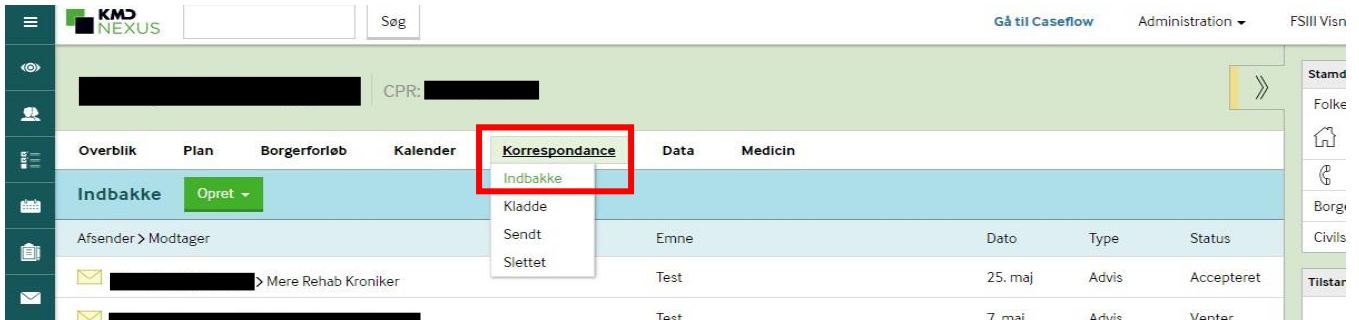 KMD
NEXUS
Søg
Gå til Caseflow
Administration
FSIII Visn
CPR:
Stamd
Folke
Overblik
Plan
Borgerforløb
Kalender
Korrespondance
Data
Medicin
Indbakke
Opret
Indbakke
Kladde
Sendt
Slettet
Borge
Civils
Afsender > Modtager
Emne
Dato
Type
Status
> Mere Rehab Kroniker
Test
25. maj
Advis
Accepteret
Tilstan
Test
7. maj
Advis
Venter